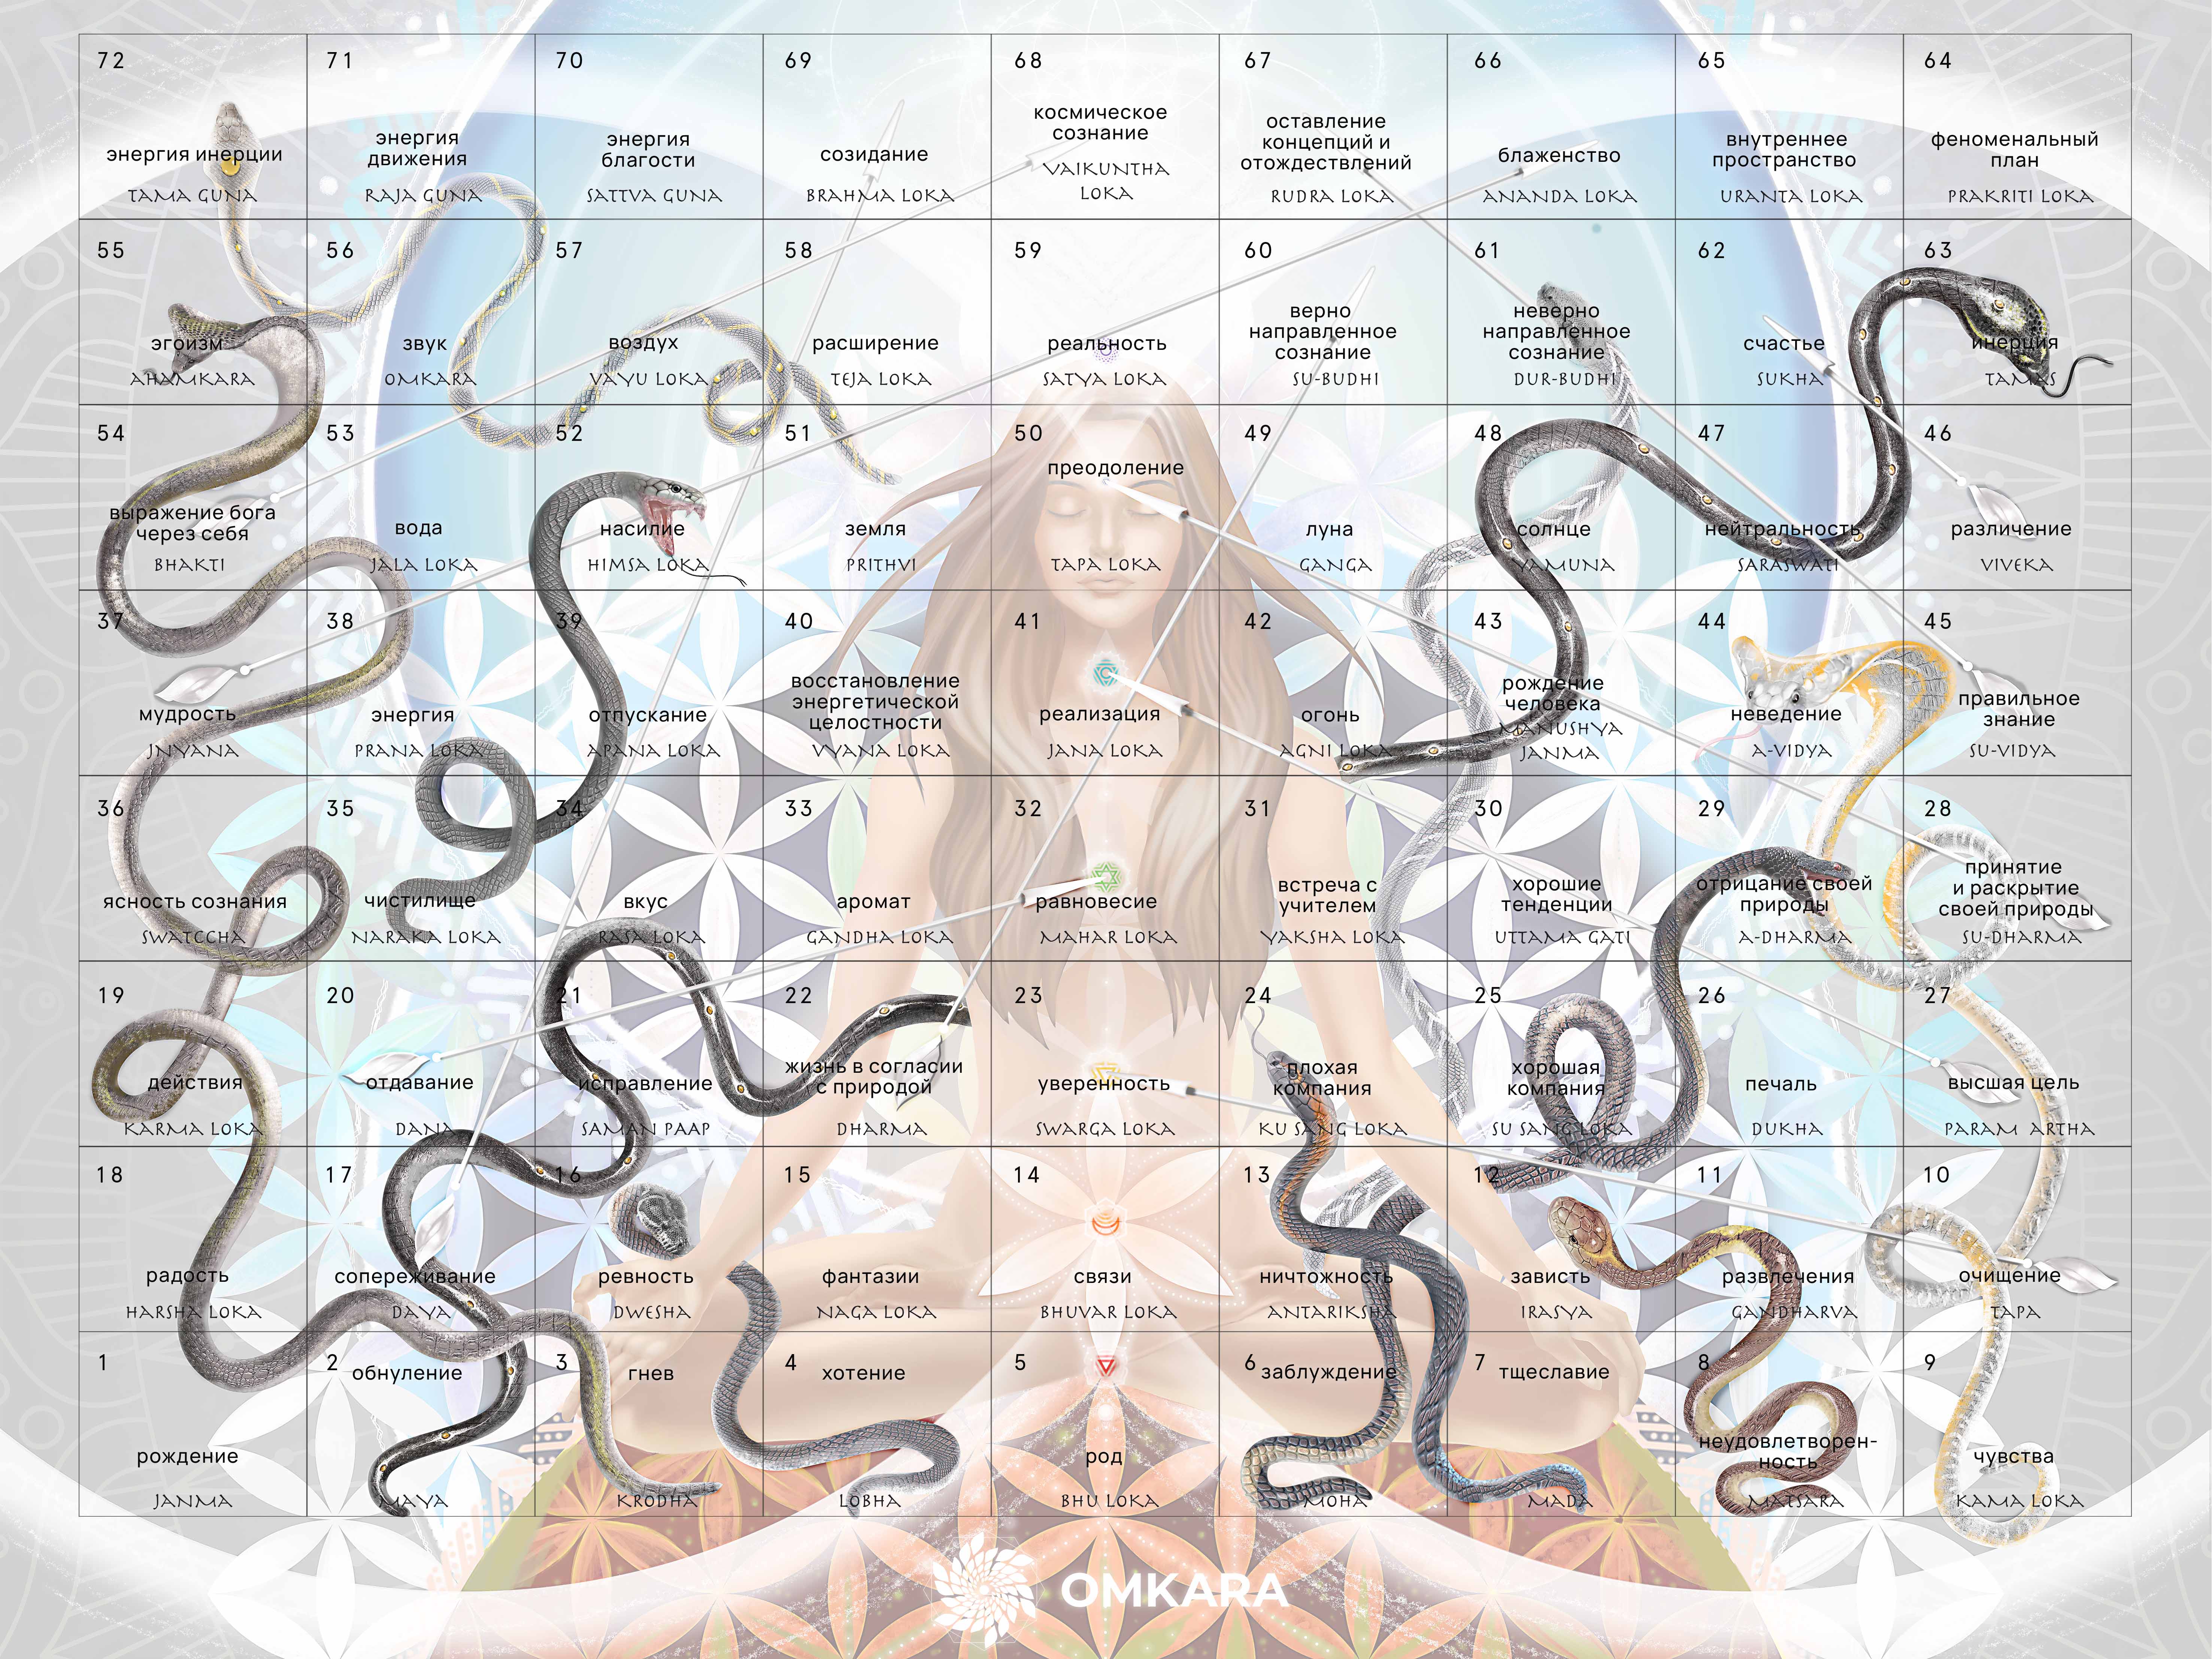 72
энергия инерции
TAMA GUNA
71
энергия
движения
RAJA GUNA
70
энергия
благости
SATTVA GUNA
69
созидание
BRAHMA LOKA
68
космическое
сознание
VAIKUNTHA
LOKA
67
оставление
концепций и
отождествлений
RUDRA LOKA
66
блаженство
ANANDA LOKA
65
внутреннее
пространство
URANTA LOKA
64
феноменальный
план
PRAKRITI LOKA
55
эгоизм
AHAMKARA
56
звук
OMKARA
57
воздух
VAYU LOKA
58
расширение
TEJA LOKA
59
реальность
SATYA LOKA
60
верно
направленное
сознание
SU-BUDHI
61
неверно
направленное
сознание
DUR-BUDHI
62
счастье
SUKHA
63
инерция
TAMAS
54
выражение бога
через себя
BHAKTI
53
вода
JALA LOKA
52
насилие
HIMSA LOKA
51
земля
PRITHVI
50
преодоление
TAPA LOKA
49
луна
GANGA
48
солнце
YAMUNA
47
нейтральность
SARASWATI
46
различение
VIVEKA
37
мудрость
JNYANA
38
энергия
PRANA LOKA
39
отпускание
APANA LOKA
40
восстановление
энергетической
целостности
VYANA LOKA
41
реализация
JANA LOKA
42
огонь
AGNI LOKA
43
рождение
человека
MANUSHYA
JANMA
44
неведение
A-VIDYA
45
правильное
знание
SU-VIDYA
36
ясность сознания
SWATCCHA
35
чистилище
NARAKA LOKA
34
вкус
RASA LOKA
33
аромат
GANDHA LOKA
32
равновесие
MAHAR LOKA
31
встреча с
учителем
YAKSHA LOKA
30
хорошие
тенденции
UTTAMA GATI
29
отрицание своей
природы
A-DHARMA
28
принятие
и раскрытие
своей природы
SU-DHARMA
19
действия
KARMA LOKA
20
отдавание
DANA
21
исправление
SAMAN PAAP
22
жизнь в согласии
с природой
DHARMA
23
уверенность
SWARGA LOKA
24
плохая
компания
KU SANG LOKA
25
хорошая
компания
SU SANG LOKA
26
печаль
DUKHA
27
высшая цель
PARAM ARTHA
18
радость
HARSHA LOKA
17
сопереживание
DAYA
16
ревность
DWESHA
15
фантазии
NAGA LOKA
14
связи
BHUVAR LOKA
13
ничтожность
ANTARIKSHA
12
зависть
IRASYA
11
развлечения
GANDHARVA
10
очищение
TAPA
1
рождение
JANMA
2
обнуление
MAYA
3
гнев
KRODHA
4
хотение
LOBHA
5
род
BHU LOKA
6
заблуждение
MOHA
7
тщеславие
MADA
8
неудовлетворен-
ность
MATSARA
9
чувства
KAMA LOKA
OMKARA